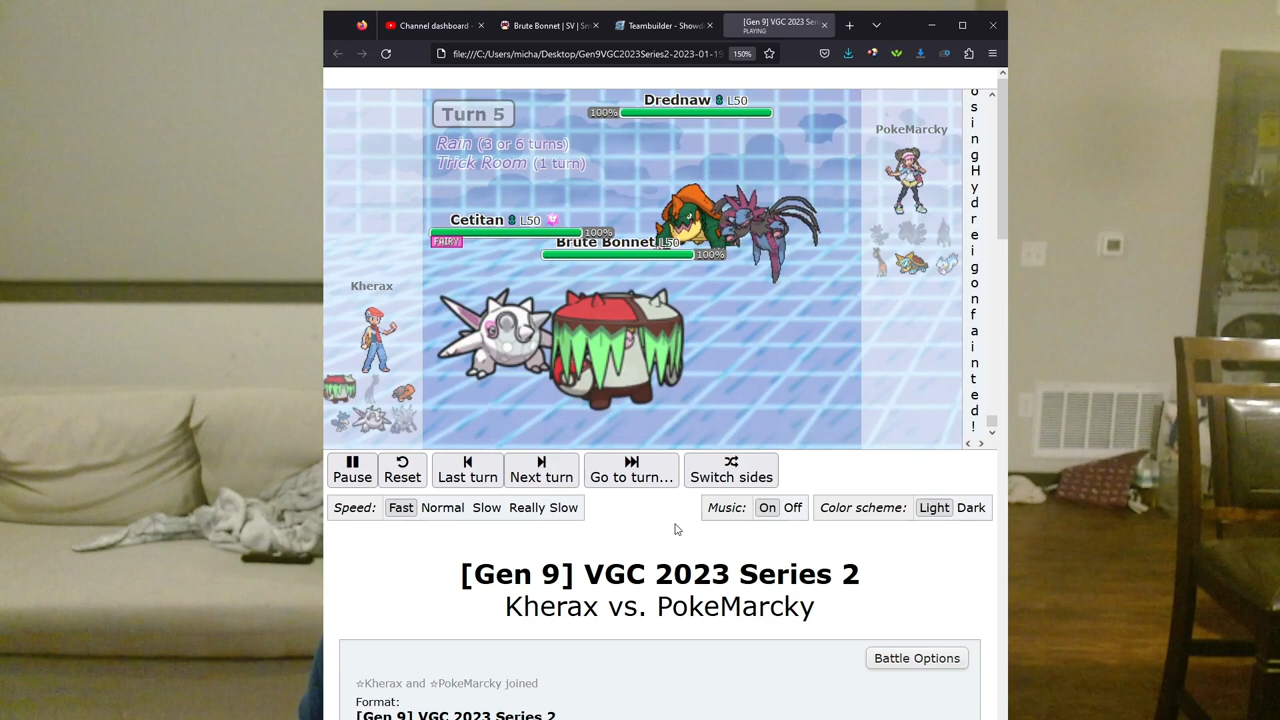 Channel dashboard -
Brute Bonnet | SV | Sm
Teambuilder - Showd
[Gen 9] VGC 2023 Seri
PLAYING
file:///C:/Users/micha/Desktop/Gen9VGC2023Series2-2023-01-19
150%
Turn 5
Rain (3 or 6 turns)
Trick Room (1 turn)
Drednaw L50
100%
PokeMarcky
Cetitan L50
100%
FAIRY
Brute Bonnet L50
100%
Kherax
o
s
i
n
g
H
y
d
r
e
i
g
o
n
f
a
i
n
t
e
d
!
Pause
Reset
Last turn
Next turn
Go to turn...
Switch sides
Speed: Fast Normal Slow Really Slow
Music: On Off
Color scheme: Light Dark
[Gen 9] VGC 2023 Series 2
Kherax vs. PokeMarcky
Battle Options
☆Kherax and ☆PokeMarcky joined
Format:
[Gen 9] VGC 2023 Series 2